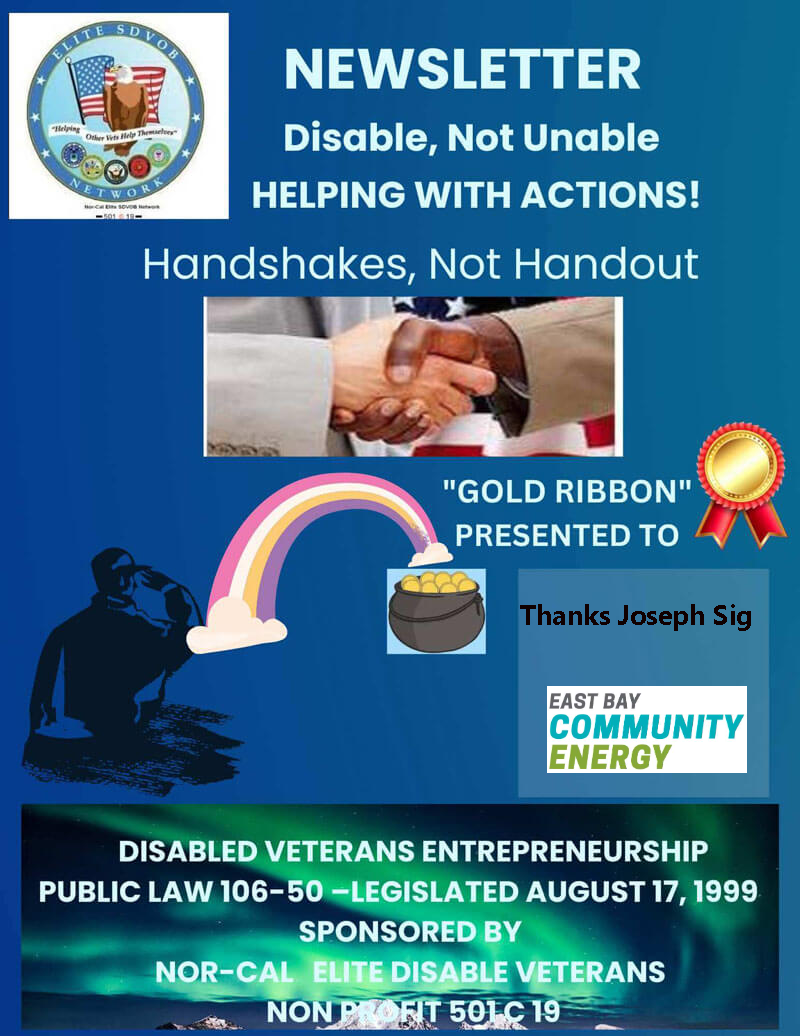 ELITE SDVOB
"Helping Other Vets Help Themselves"
NETWORK
Nor-Cal Elite SDVOB Network
501 C 19
NEWSLETTER
Disable, Not Unable
HELPING WITH ACTIONS!
Handshakes, Not Handout
"GOLD RIBBON"
PRESENTED TO
Thanks Joseph Sig
EAST BAY
COMMUNITY
ENERGY
DISABLED VETERANS ENTREPRENEURSHIP
PUBLIC LAW 106-50 –LEGISLATED AUGUST 17, 1999
SPONSORED BY
NOR-CAL ELITE DISABLE VETERANS
NON PROFIT 501 C 19